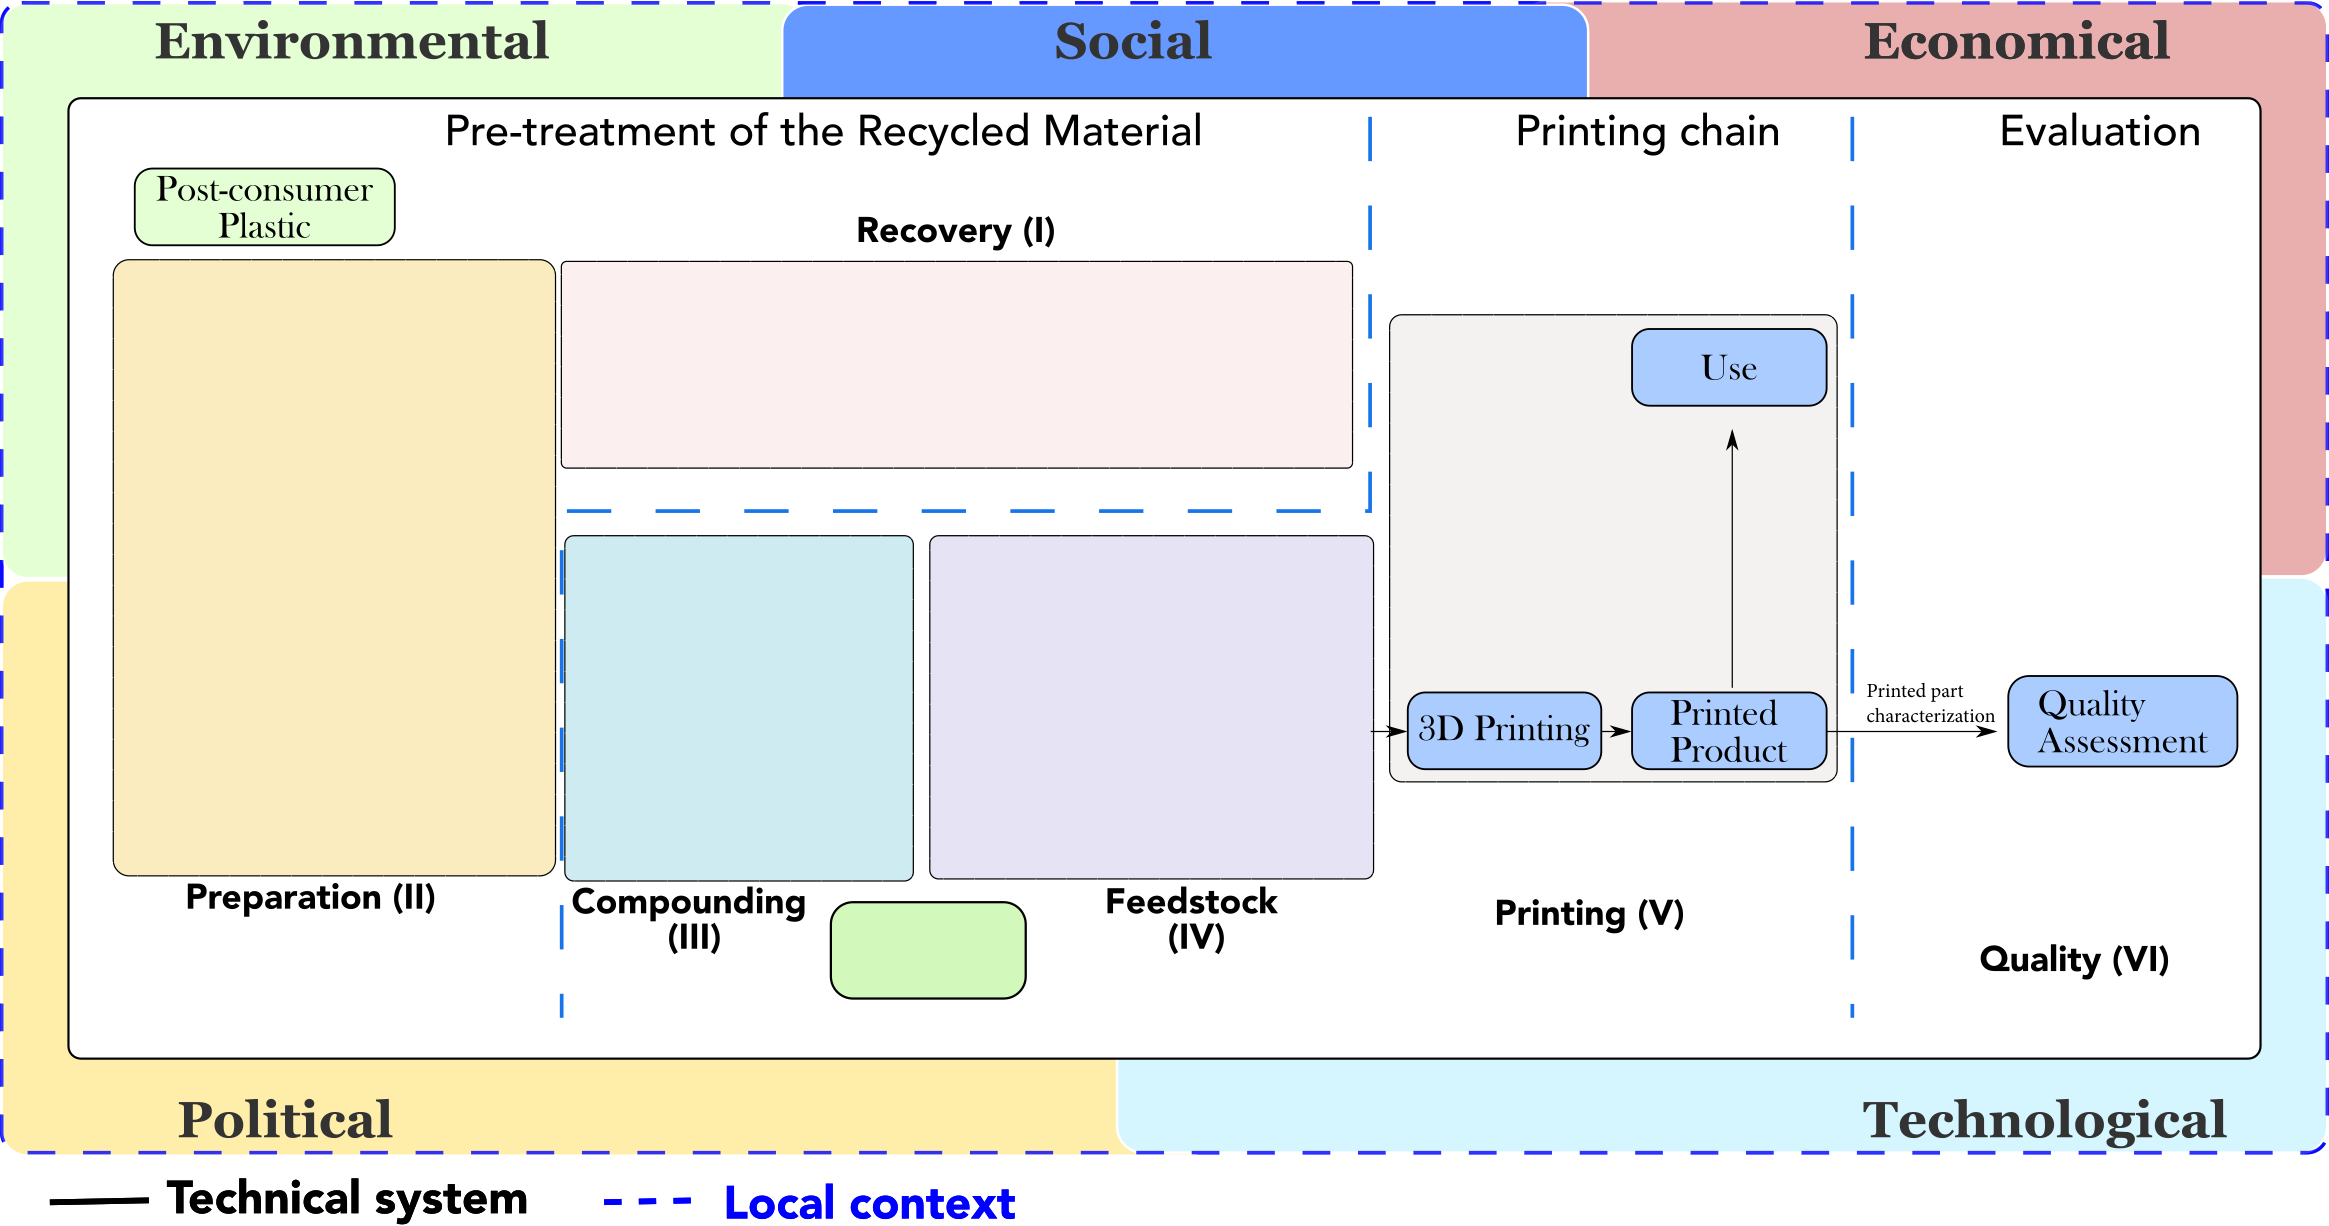 Environmental
Social
Economical
Pre-treatment of the Recycled Material
Printing chain
Evaluation
Post-consumer
Plastic
Recovery (I)
Use
3D Printing
Printed
Product
Printed part
characterization
Quality
Assessment
Preparation (II)
Compounding
(III)
Feedstock
(IV)
Printing (V)
Quality (VI)
Political
Technological
Technical system
Local context